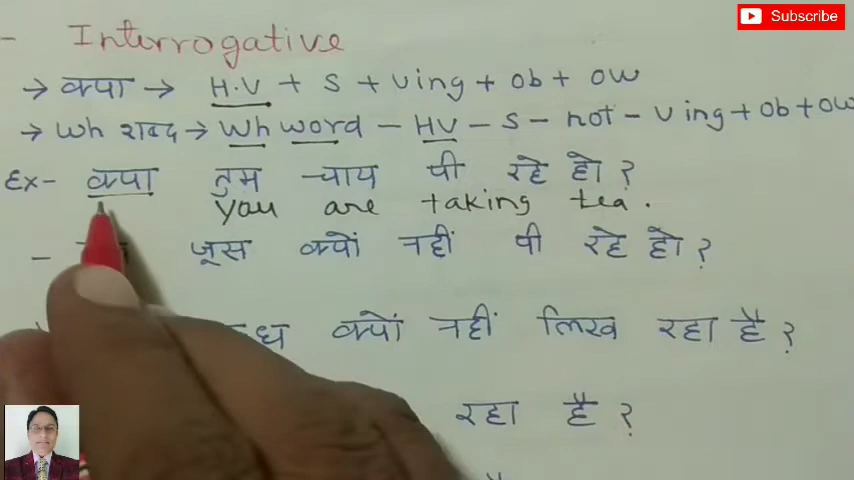 Subscribe
- Interrogative
→ क्या → H.V + S + Ving + Ob + OW
→ Wh शब्द → Wh word - HV - S - not - Ving + Ob + OW
Ex- क्या तुम चाय पी रहे हो ?
You are taking tea .
- जूस क्यों नहीं पी रहे हो ?
क्यों नहीं लिख रहा है ?
रहा है ?